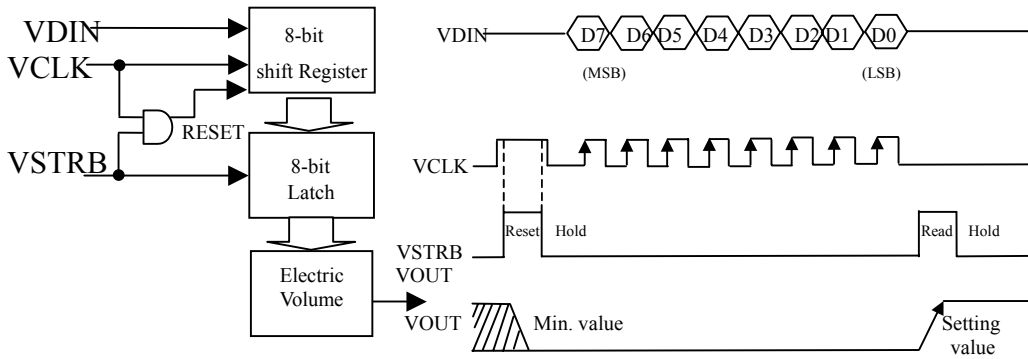 VDIN
VCLK
RESET
VSTRB
8-bit
shift Register
8-bit
Latch
Electric
Volume
VDIN
D7 D6 D5 D4 D3 D2 D1 D0
(MSB) (LSB)
VCLK
Reset Hold Read Hold
VSTRB
VOUT
VOUT
Min. value
Setting
value